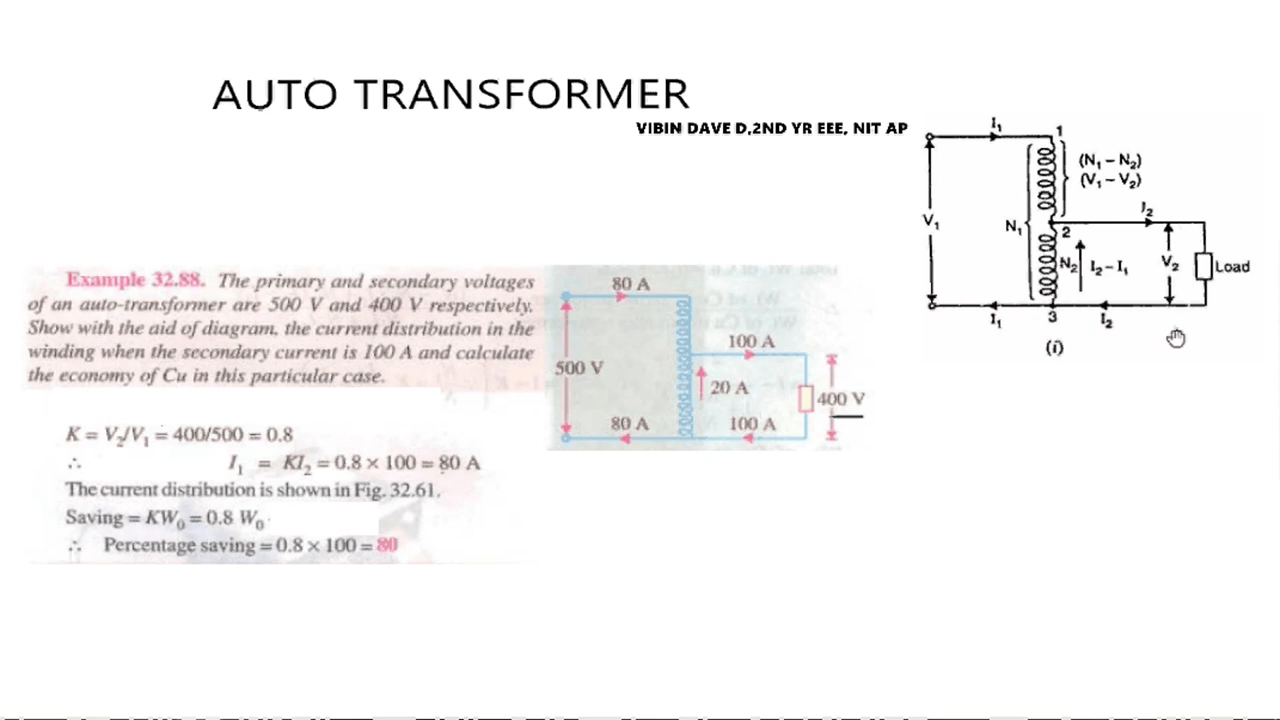 AUTO TRANSFORMER
VIBIN DAVE D,2ND YR EEE, NIT AP
Example 32.88. The primary and secondary voltages
of an auto-transformer are 500 V and 400 V respectively.
Show with the aid of diagram, the current distribution in the
winding when the secondary current is 100 A and calculate
the economy of Cu in this particular case.
K = V₂/V₁ = 400/500 = 0.8
∴ I₁ = KI₂ = 0.8 × 100 = 80 A
The current distribution is shown in Fig. 32.61.
Saving = KW₀ = 0.8 W₀.
∴ Percentage saving = 0.8 × 100 = 80
80 A
100 A
500 V
20 A
400 V
80 A
100 A
I₁
1
(N₁ – N₂)
(V₁ – V₂)
I₂
V₁
N₁
2
N₂
I₂ – I₁
V₂
Load
I₁
3
I₂
(i)